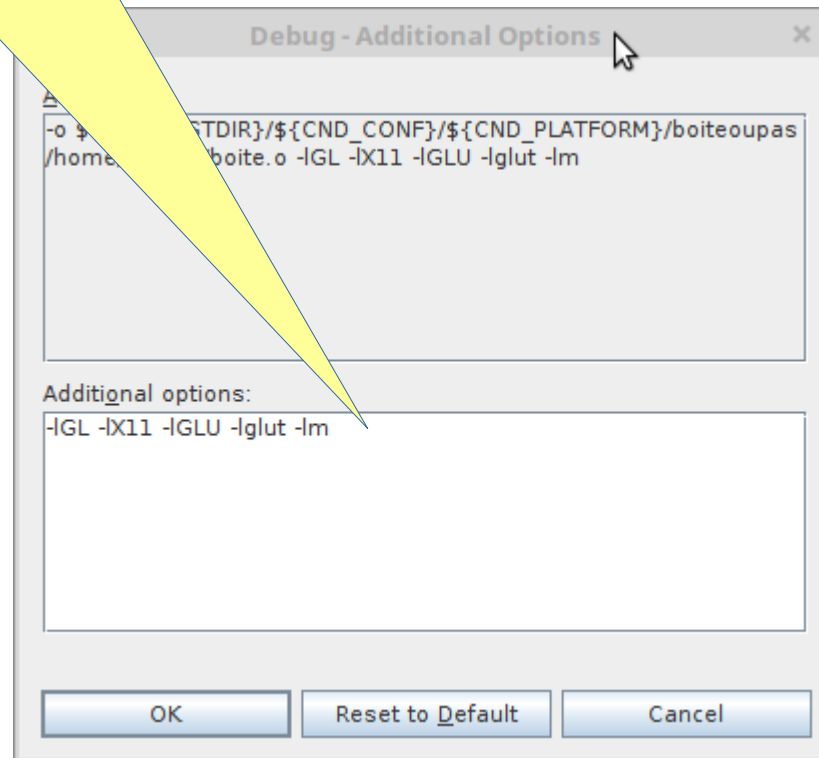 Debug - Additional Options
-o STDIR}/${CND_CONF}/${CND_PLATFORM}/boiteoupas
/home boite.o -lGL -lX11 -lGLU -lglut -lm
Additional options:
-lGL -lX11 -lGLU -lglut -lm
OK Reset to Default Cancel